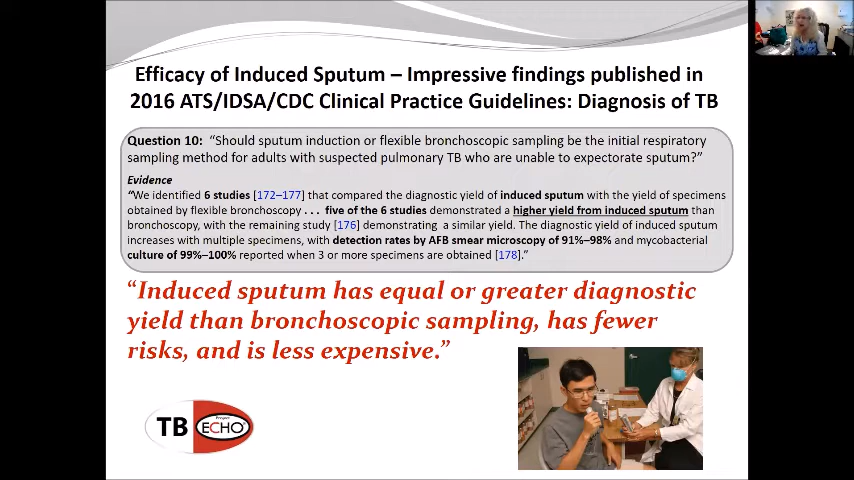 Efficacy of Induced Sputum – Impressive findings published in
2016 ATS/IDSA/CDC Clinical Practice Guidelines: Diagnosis of TB
Question 10: “Should sputum induction or flexible bronchoscopic sampling be the initial respiratory
sampling method for adults with suspected pulmonary TB who are unable to expectorate sputum?”
Evidence
“We identified 6 studies [172–177] that compared the diagnostic yield of induced sputum with the yield of specimens
obtained by flexible bronchoscopy . . . five of the 6 studies demonstrated a higher yield from induced sputum than
bronchoscopy, with the remaining study [176] demonstrating a similar yield. The diagnostic yield of induced sputum
increases with multiple specimens, with detection rates by AFB smear microscopy of 91%–98% and mycobacterial
culture of 99%–100% reported when 3 or more specimens are obtained [178].”
“Induced sputum has equal or greater diagnostic
yield than bronchoscopic sampling, has fewer
risks, and is less expensive.”
TB
Project
ECHO